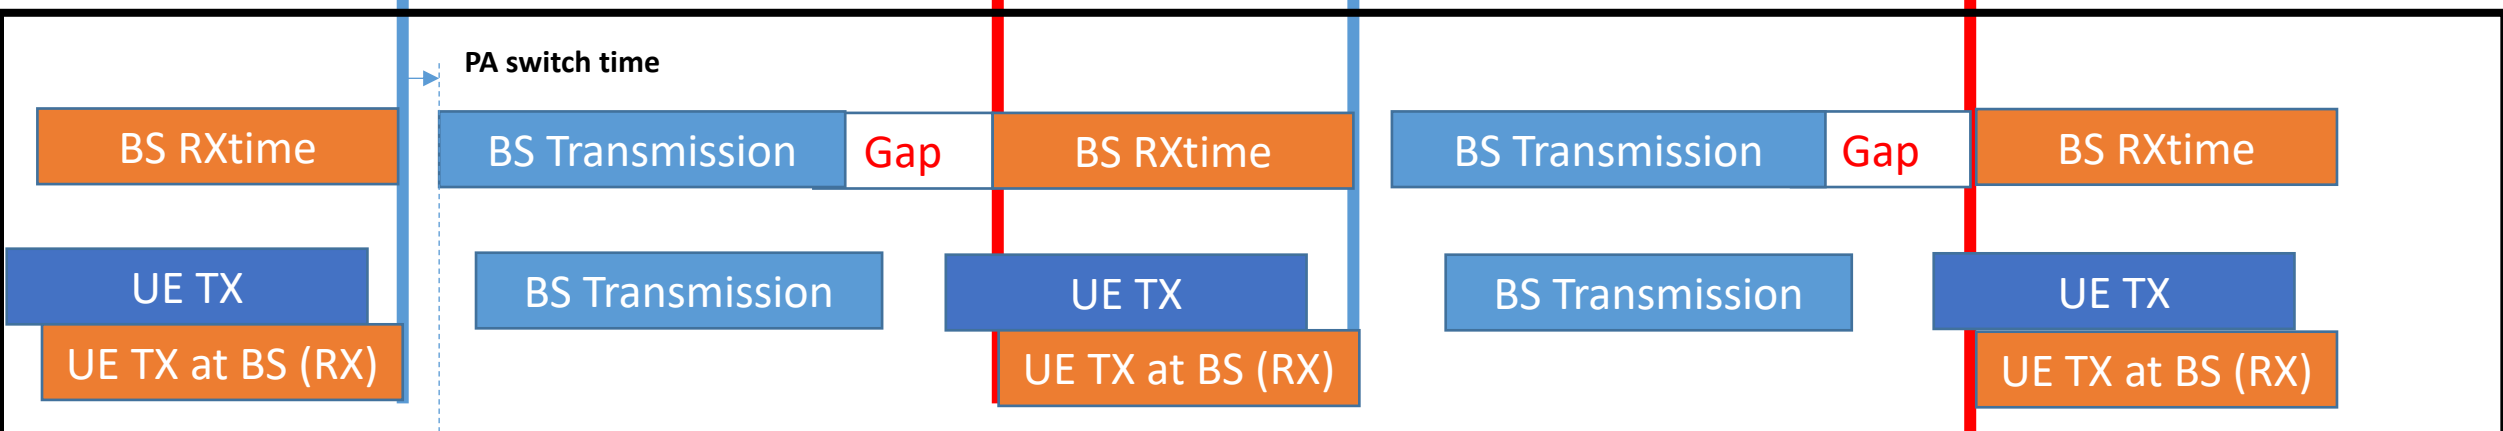 PA switch time
BS RXtime
BS Transmission
Gap
BS RXtime
BS Transmission
Gap
BS RXtime
UE TX
BS Transmission
UE TX
BS Transmission
UE TX
UE TX at BS (RX)
UE TX at BS (RX)
UE TX at BS (RX)